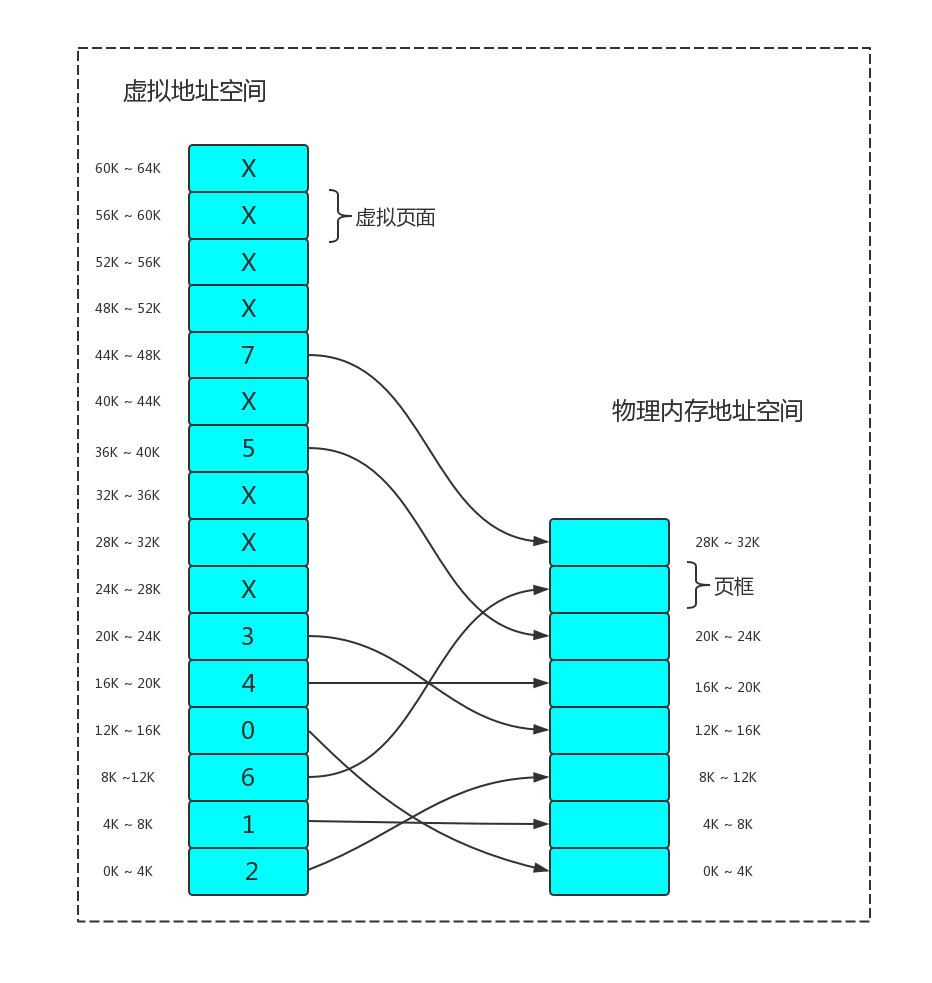 虚拟地址空间
60K ~ 64K X
56K ~ 60K X 虚拟页面
52K ~ 56K X
48K ~ 52K X
44K ~ 48K 7
40K ~ 44K X
物理内存地址空间
36K ~ 40K 5
32K ~ 36K X
28K ~ 32K X 28K ~ 32K
24K ~ 28K X 页框
20K ~ 24K 3 20K ~ 24K
16K ~ 20K 4 16K ~ 20K
12K ~ 16K 0 12K ~ 16K
8K ~12K 6 8K ~ 12K
4K ~ 8K 1 4K ~ 8K
0K ~ 4K 2 0K ~ 4K